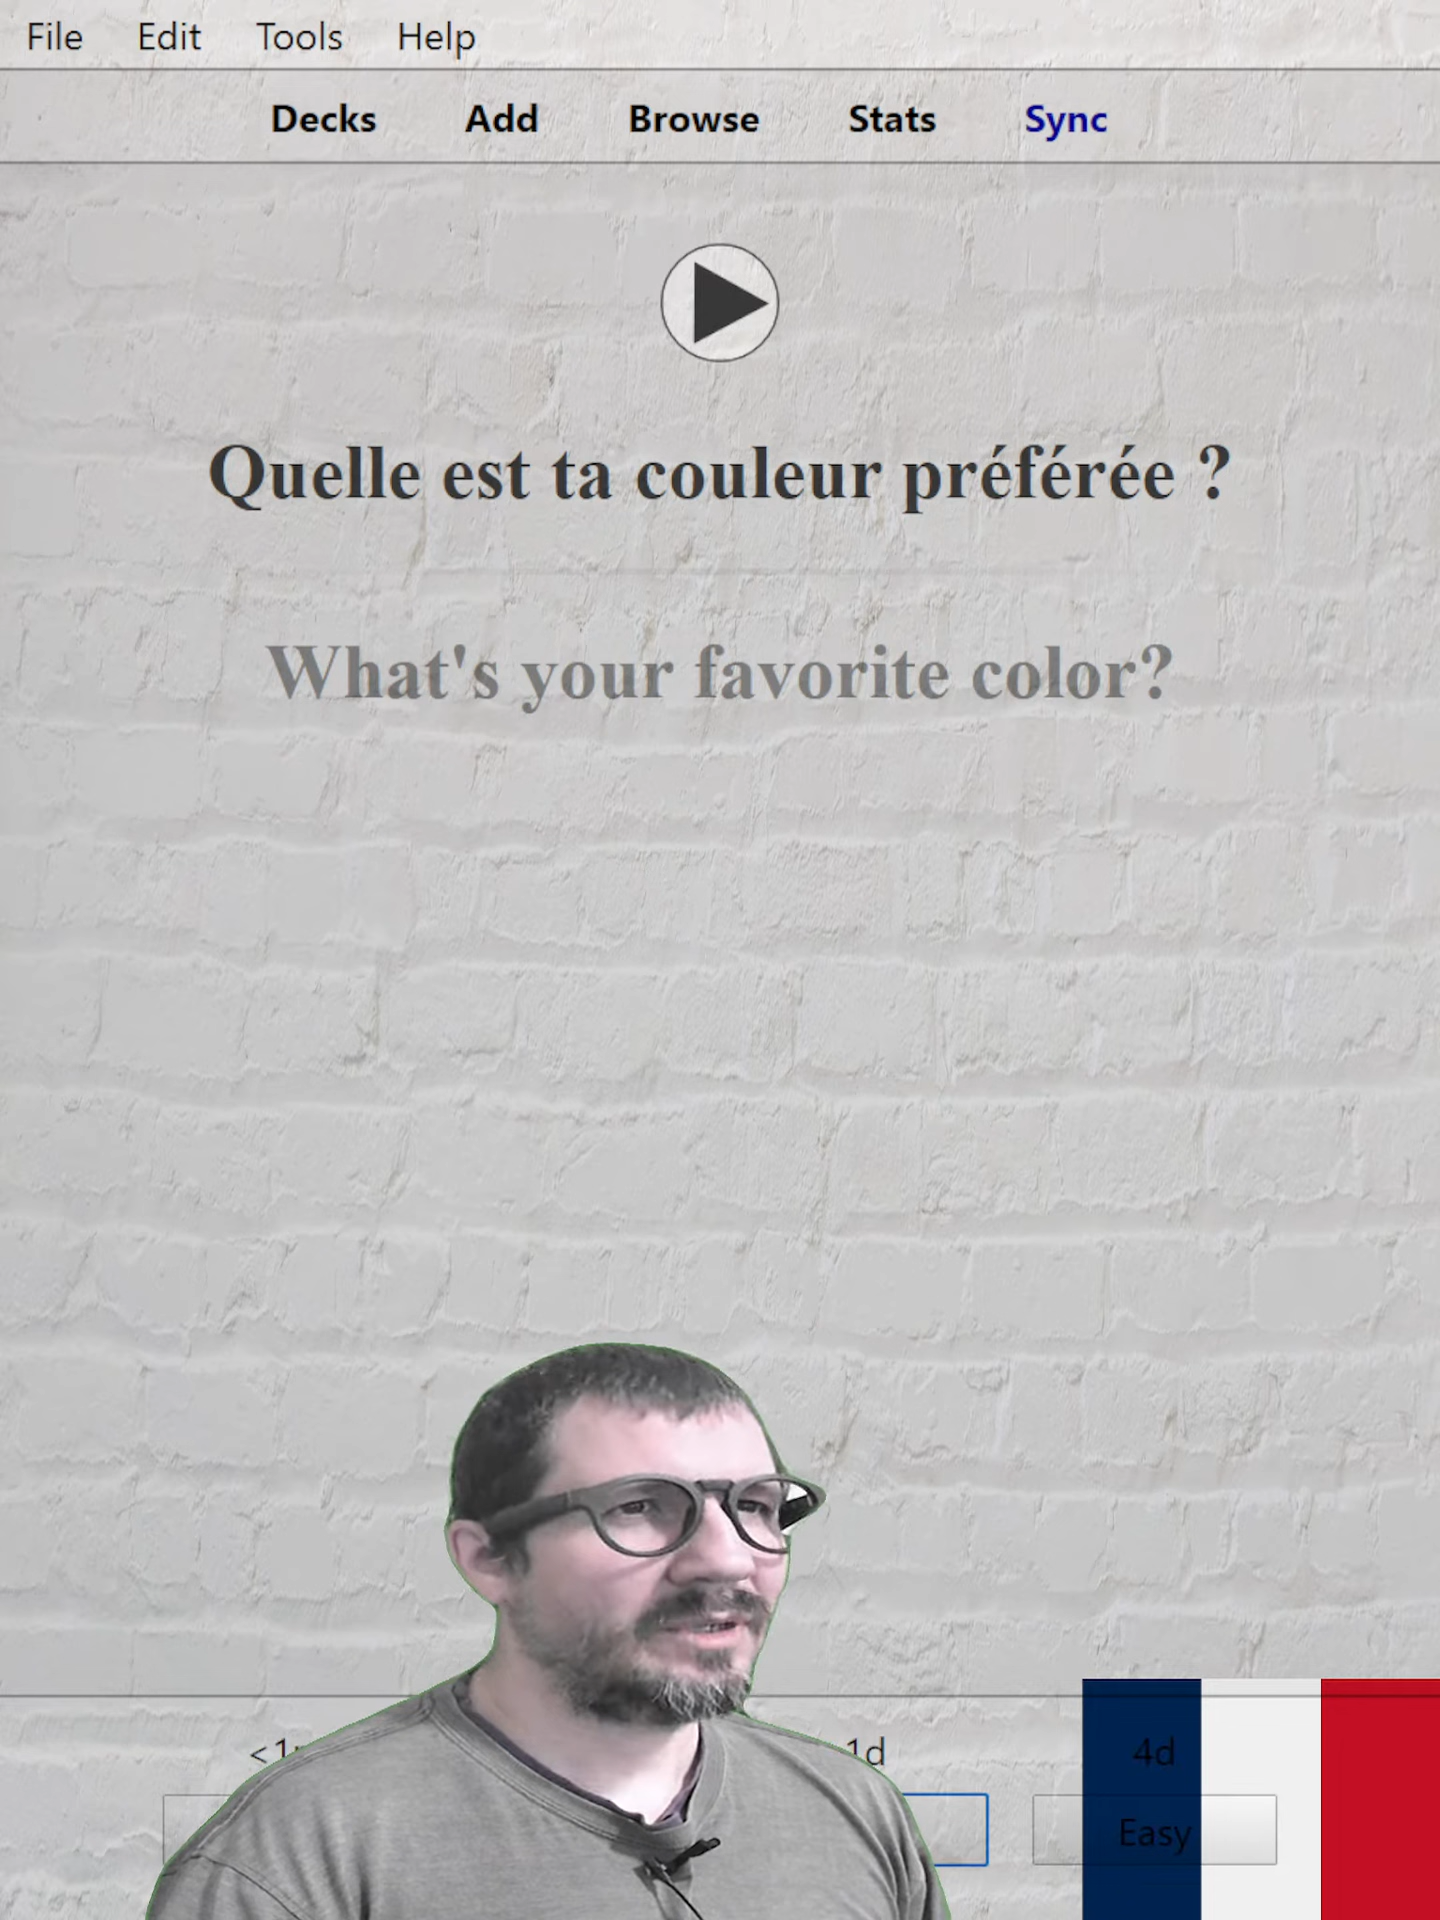 File Edit Tools Help
Decks Add Browse Stats Sync
Quelle est ta couleur préférée ?
What's your favorite color?
1d 4d
Easy